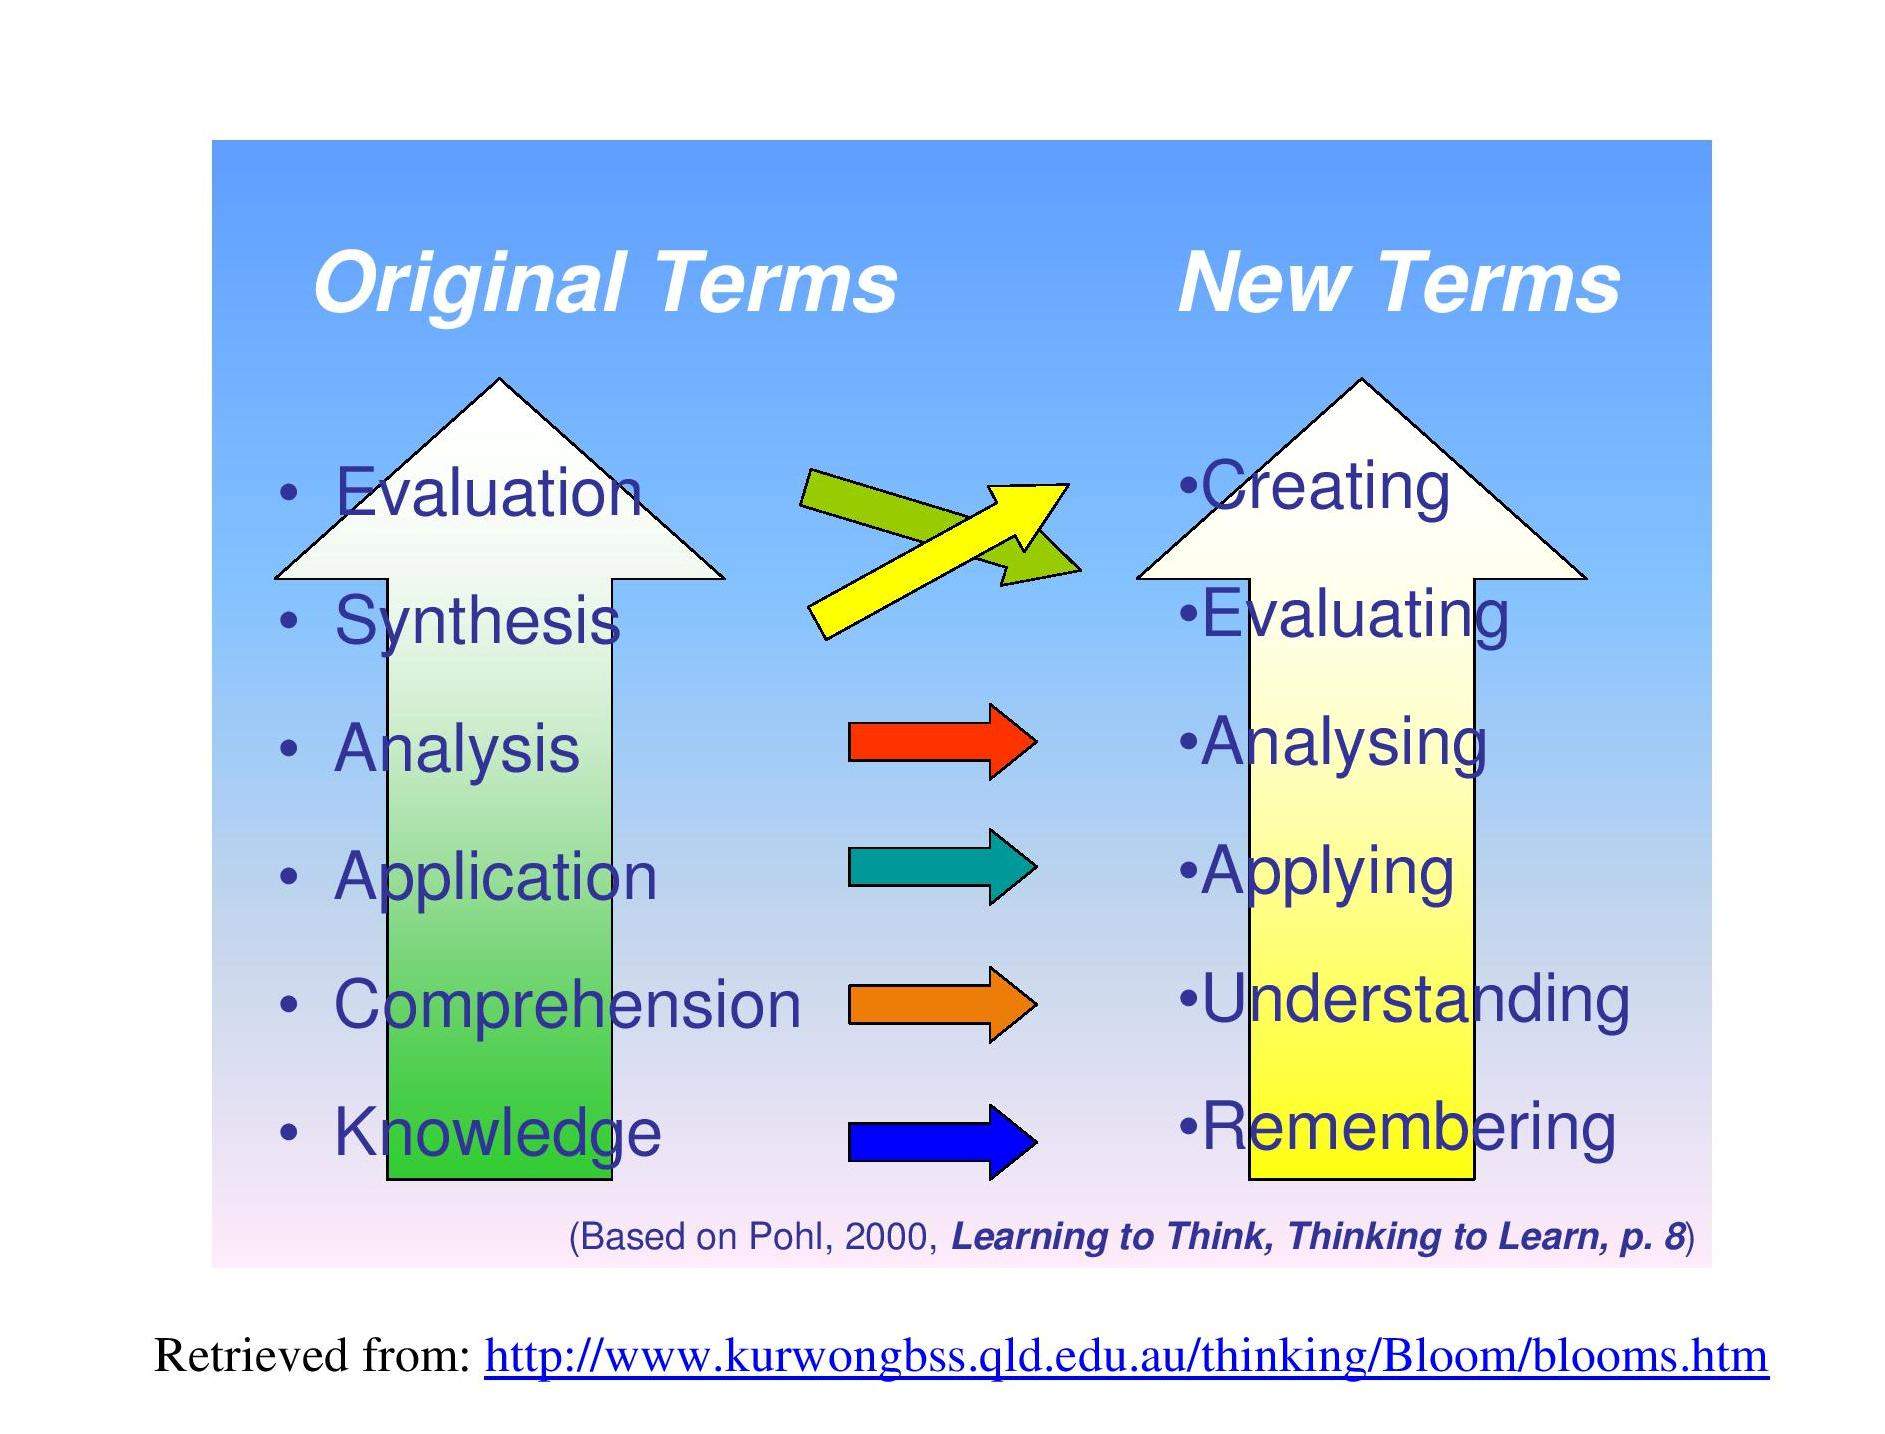 Original Terms
New Terms
• Evaluation
• Synthesis
• Analysis
• Application
• Comprehension
• Knowledge
•Creating
•Evaluating
•Analysing
•Applying
•Understanding
•Remembering
(Based on Pohl, 2000, Learning to Think, Thinking to Learn, p. 8)
Retrieved from: http://www.kurwongbss.qld.edu.au/thinking/Bloom/blooms.htm